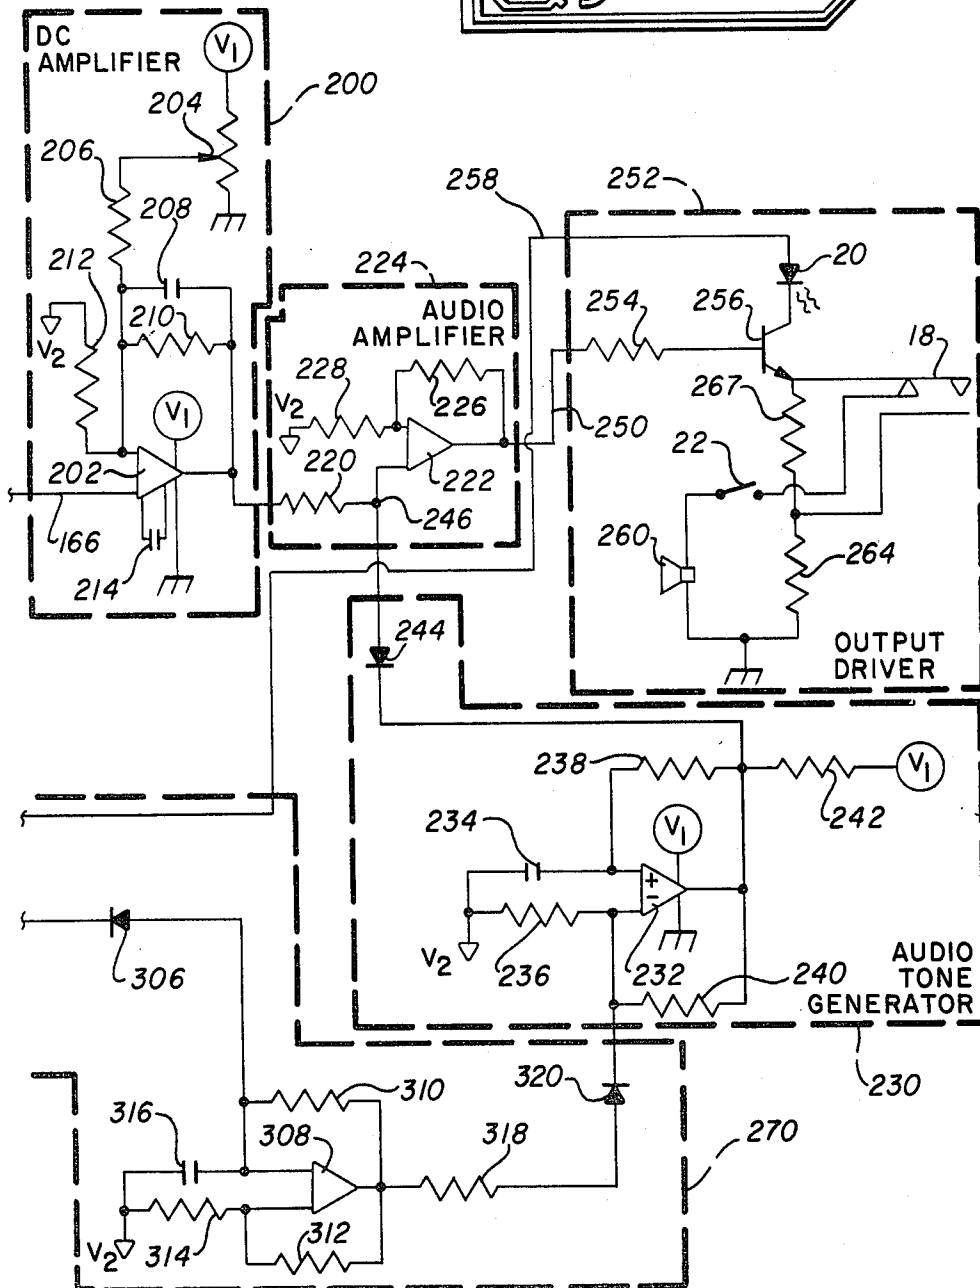 DC
AMPLIFIER
V1
200
204
206
208
212
210
V2
V1
202
166
214
258
252
224
AUDIO
AMPLIFIER
20
254
256
18
228
V2
226
267
250
22
220
222
246
260
264
OUTPUT
DRIVER
244
238
V1
242
234
V1
+
-
V2
236
232
240
AUDIO
TONE
GENERATOR
306
230
320
310
316
308
318
270
V2
314
312